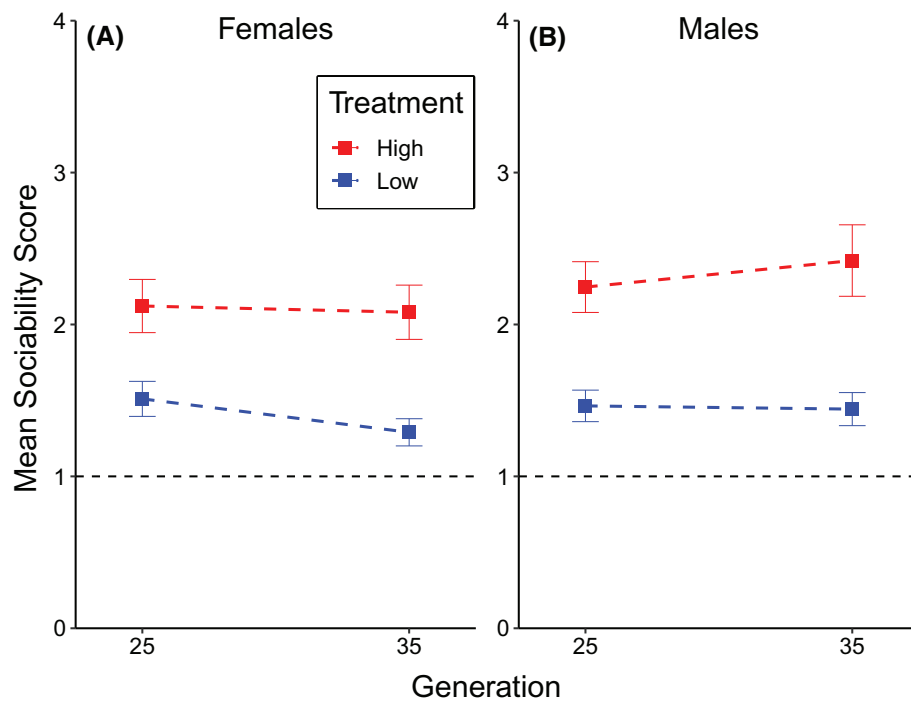 (A) Females
(B) Males
Treatment
High
Low
Mean Sociability Score
4
3
2
1
0
25 35
4
3
2
1
0
25 35
Generation